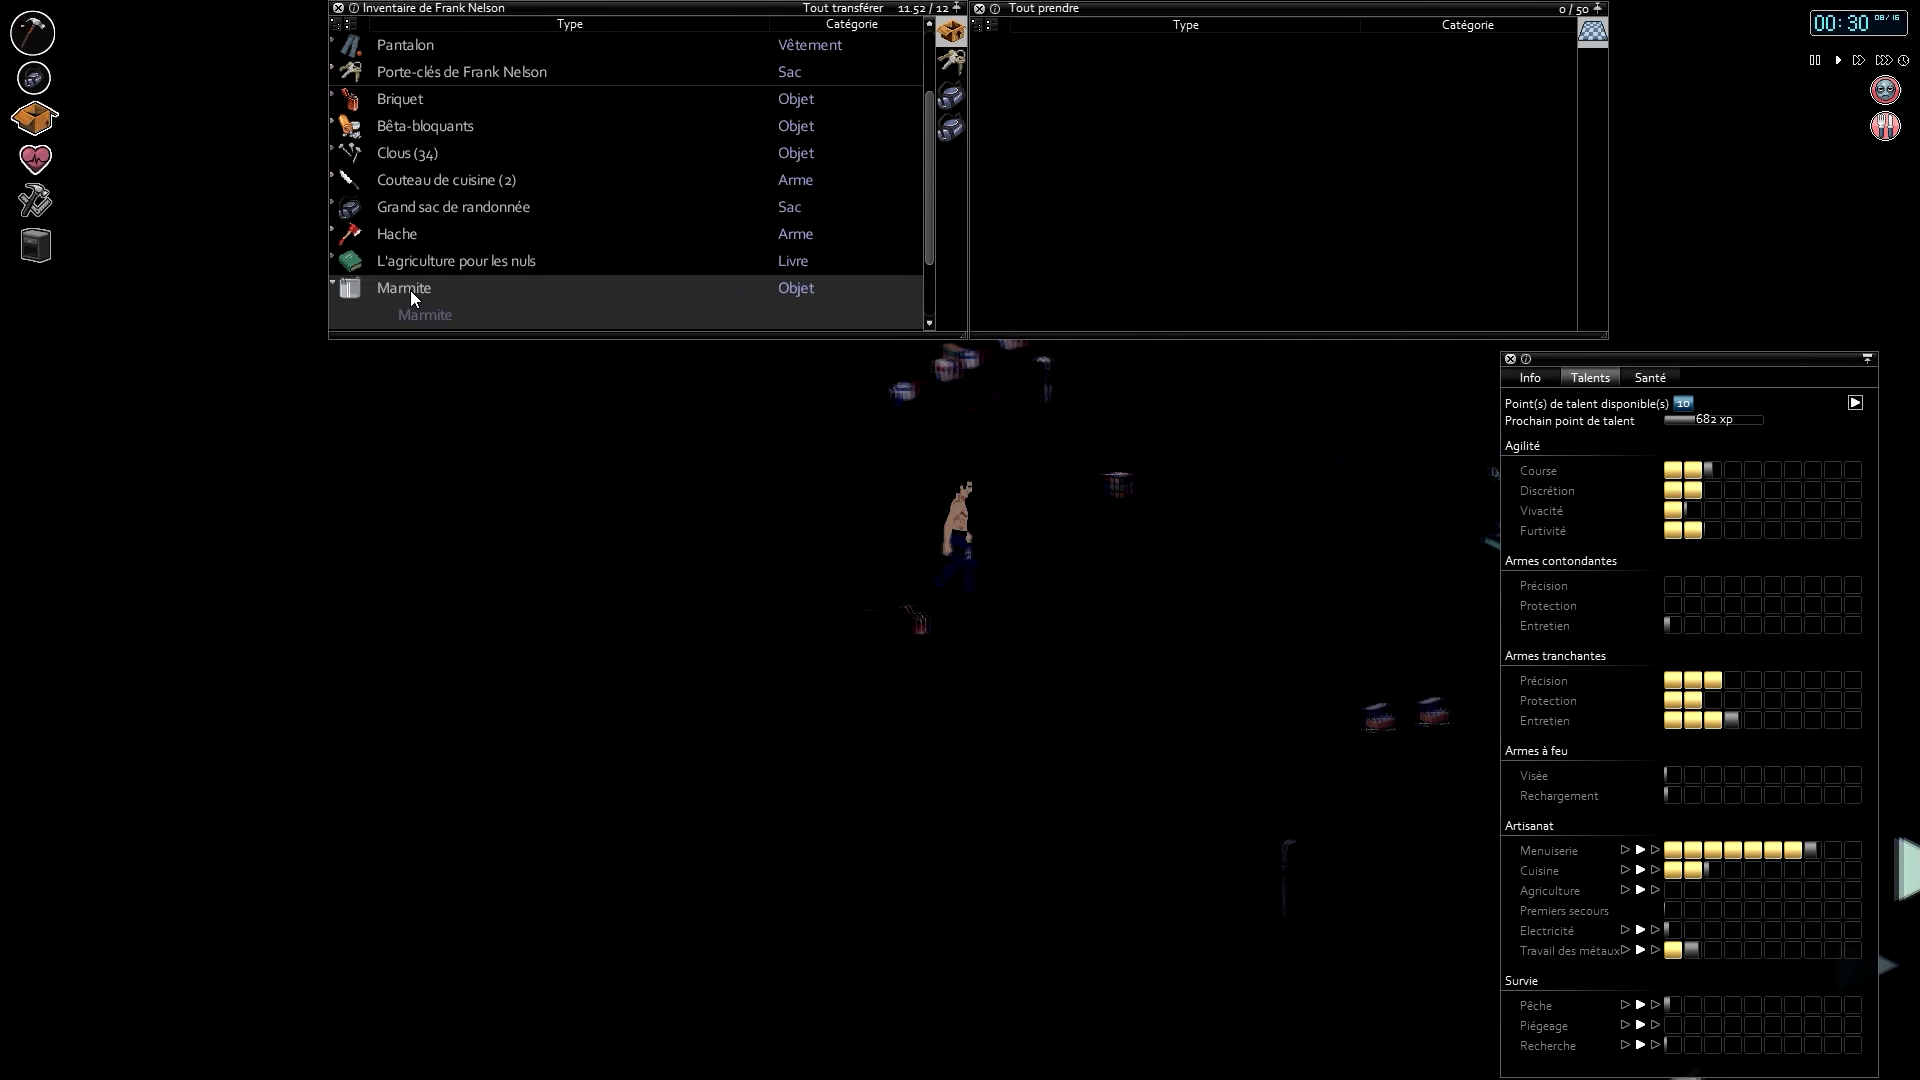 Inventaire de Frank Nelson Tout transférer 11.52 / 12
Type Catégorie
Pantalon Vêtement
Porte-clés de Frank Nelson Sac
Briquet Objet
Bêta-bloquants Objet
Clous (34) Objet
Couteau de cuisine (2) Arme
Grand sac de randonnée Sac
Hache Arme
L'agriculture pour les nuls Livre
Marmite Objet
Marmite
Tout prendre 0 / 50
Type Catégorie
00:30 08/16
Info Talents Santé
Point(s) de talent disponible(s) 10
Prochain point de talent 682 xp
Agilité
Course
Discrétion
Vivacité
Furtivité
Armes contondantes
Précision
Protection
Entretien
Armes tranchantes
Précision
Protection
Entretien
Armes à feu
Visée
Rechargement
Artisanat
Menuiserie
Cuisine
Agriculture
Premiers secours
Electricité
Travail des métaux
Survie
Pêche
Piégeage
Recherche